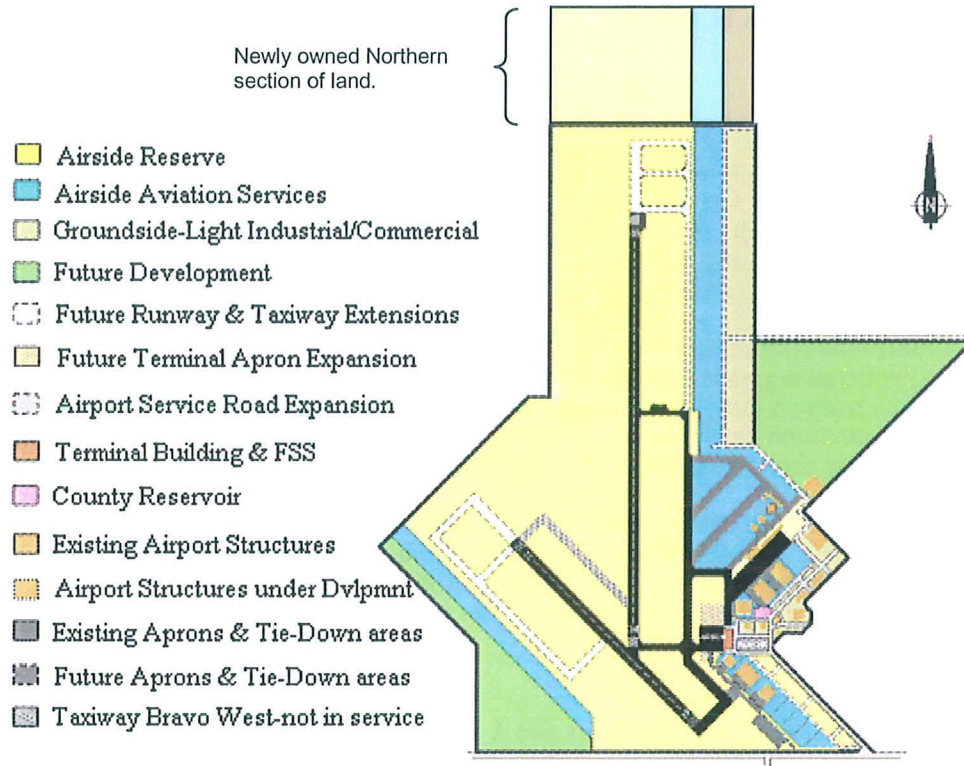 Newly owned Northern
section of land.
Airside Reserve
Airside Aviation Services
Groundside-Light Industrial/Commercial
Future Development
Future Runway & Taxiway Extensions
Future Terminal Apron Expansion
Airport Service Road Expansion
Terminal Building & FSS
County Reservoir
Existing Airport Structures
Airport Structures under Dvlpmnt
Existing Aprons & Tie-Down areas
Future Aprons & Tie-Down areas
Taxiway Bravo West-not in service
N